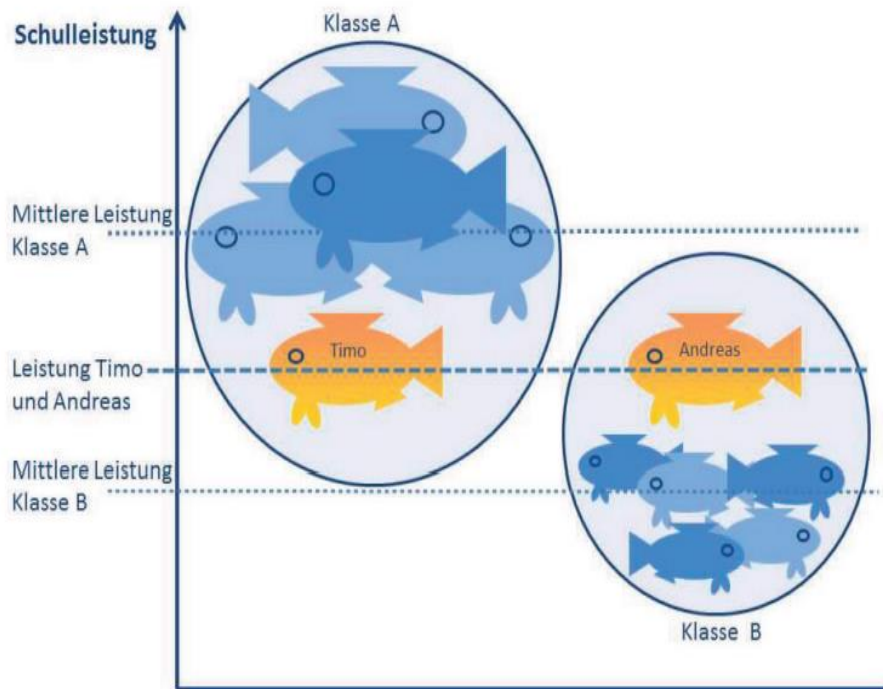 Klasse A
Schulleistung
Mittlere Leistung
Klasse A
Timo
Andreas
Leistung Timo
und Andreas
Mittlere Leistung
Klasse B
Klasse B